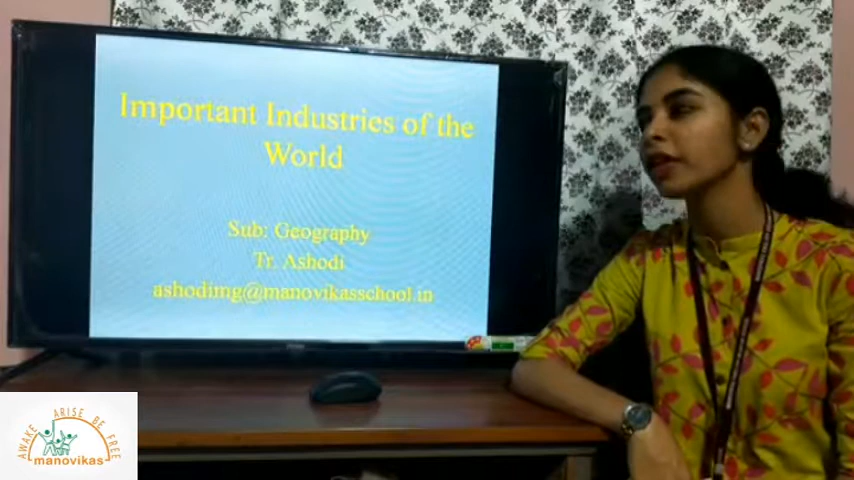 Important Industries of the
World
Sub: Geography
Tr. Ashodi
ashodimg@manovikasschool.in
AWAKE ARISE BE FREE
manovikas